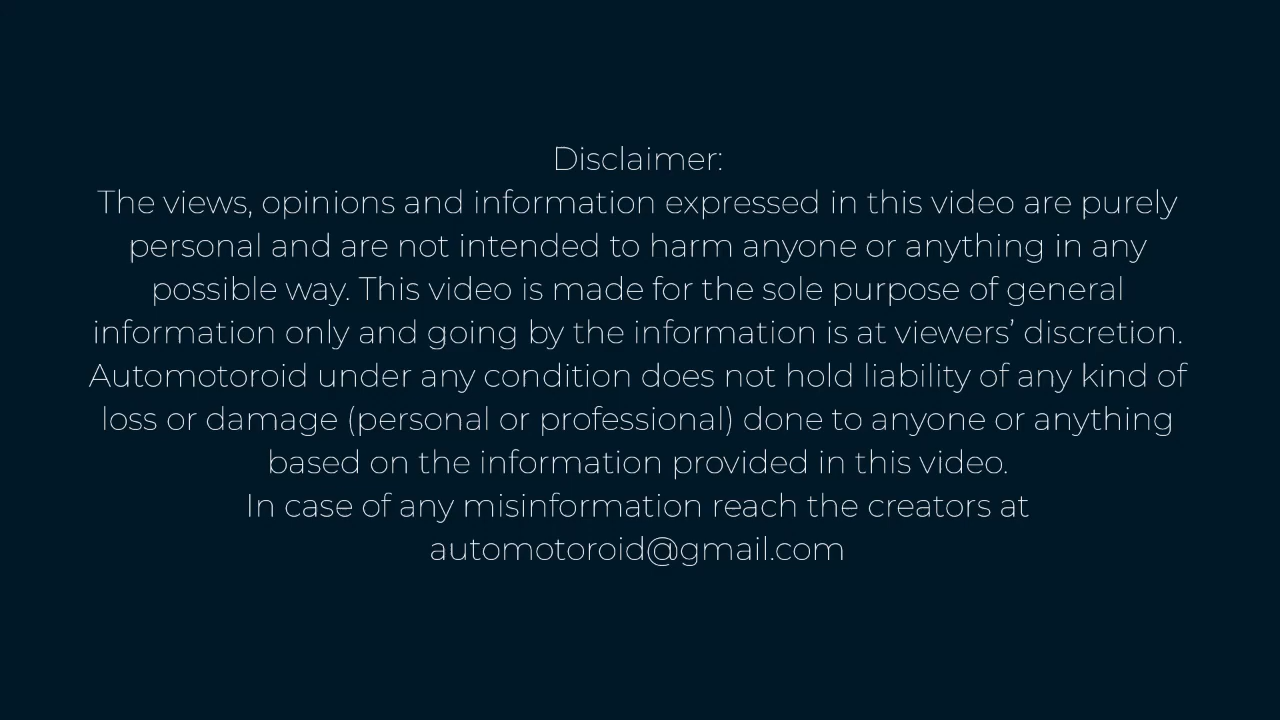 Disclaimer:
The views, opinions and information expressed in this video are purely
personal and are not intended to harm anyone or anything in any
possible way. This video is made for the sole purpose of general
information only and going by the information is at viewers’ discretion.
Automotoroid under any condition does not hold liability of any kind of
loss or damage (personal or professional) done to anyone or anything
based on the information provided in this video.
In case of any misinformation reach the creators at
automotoroid@gmail.com